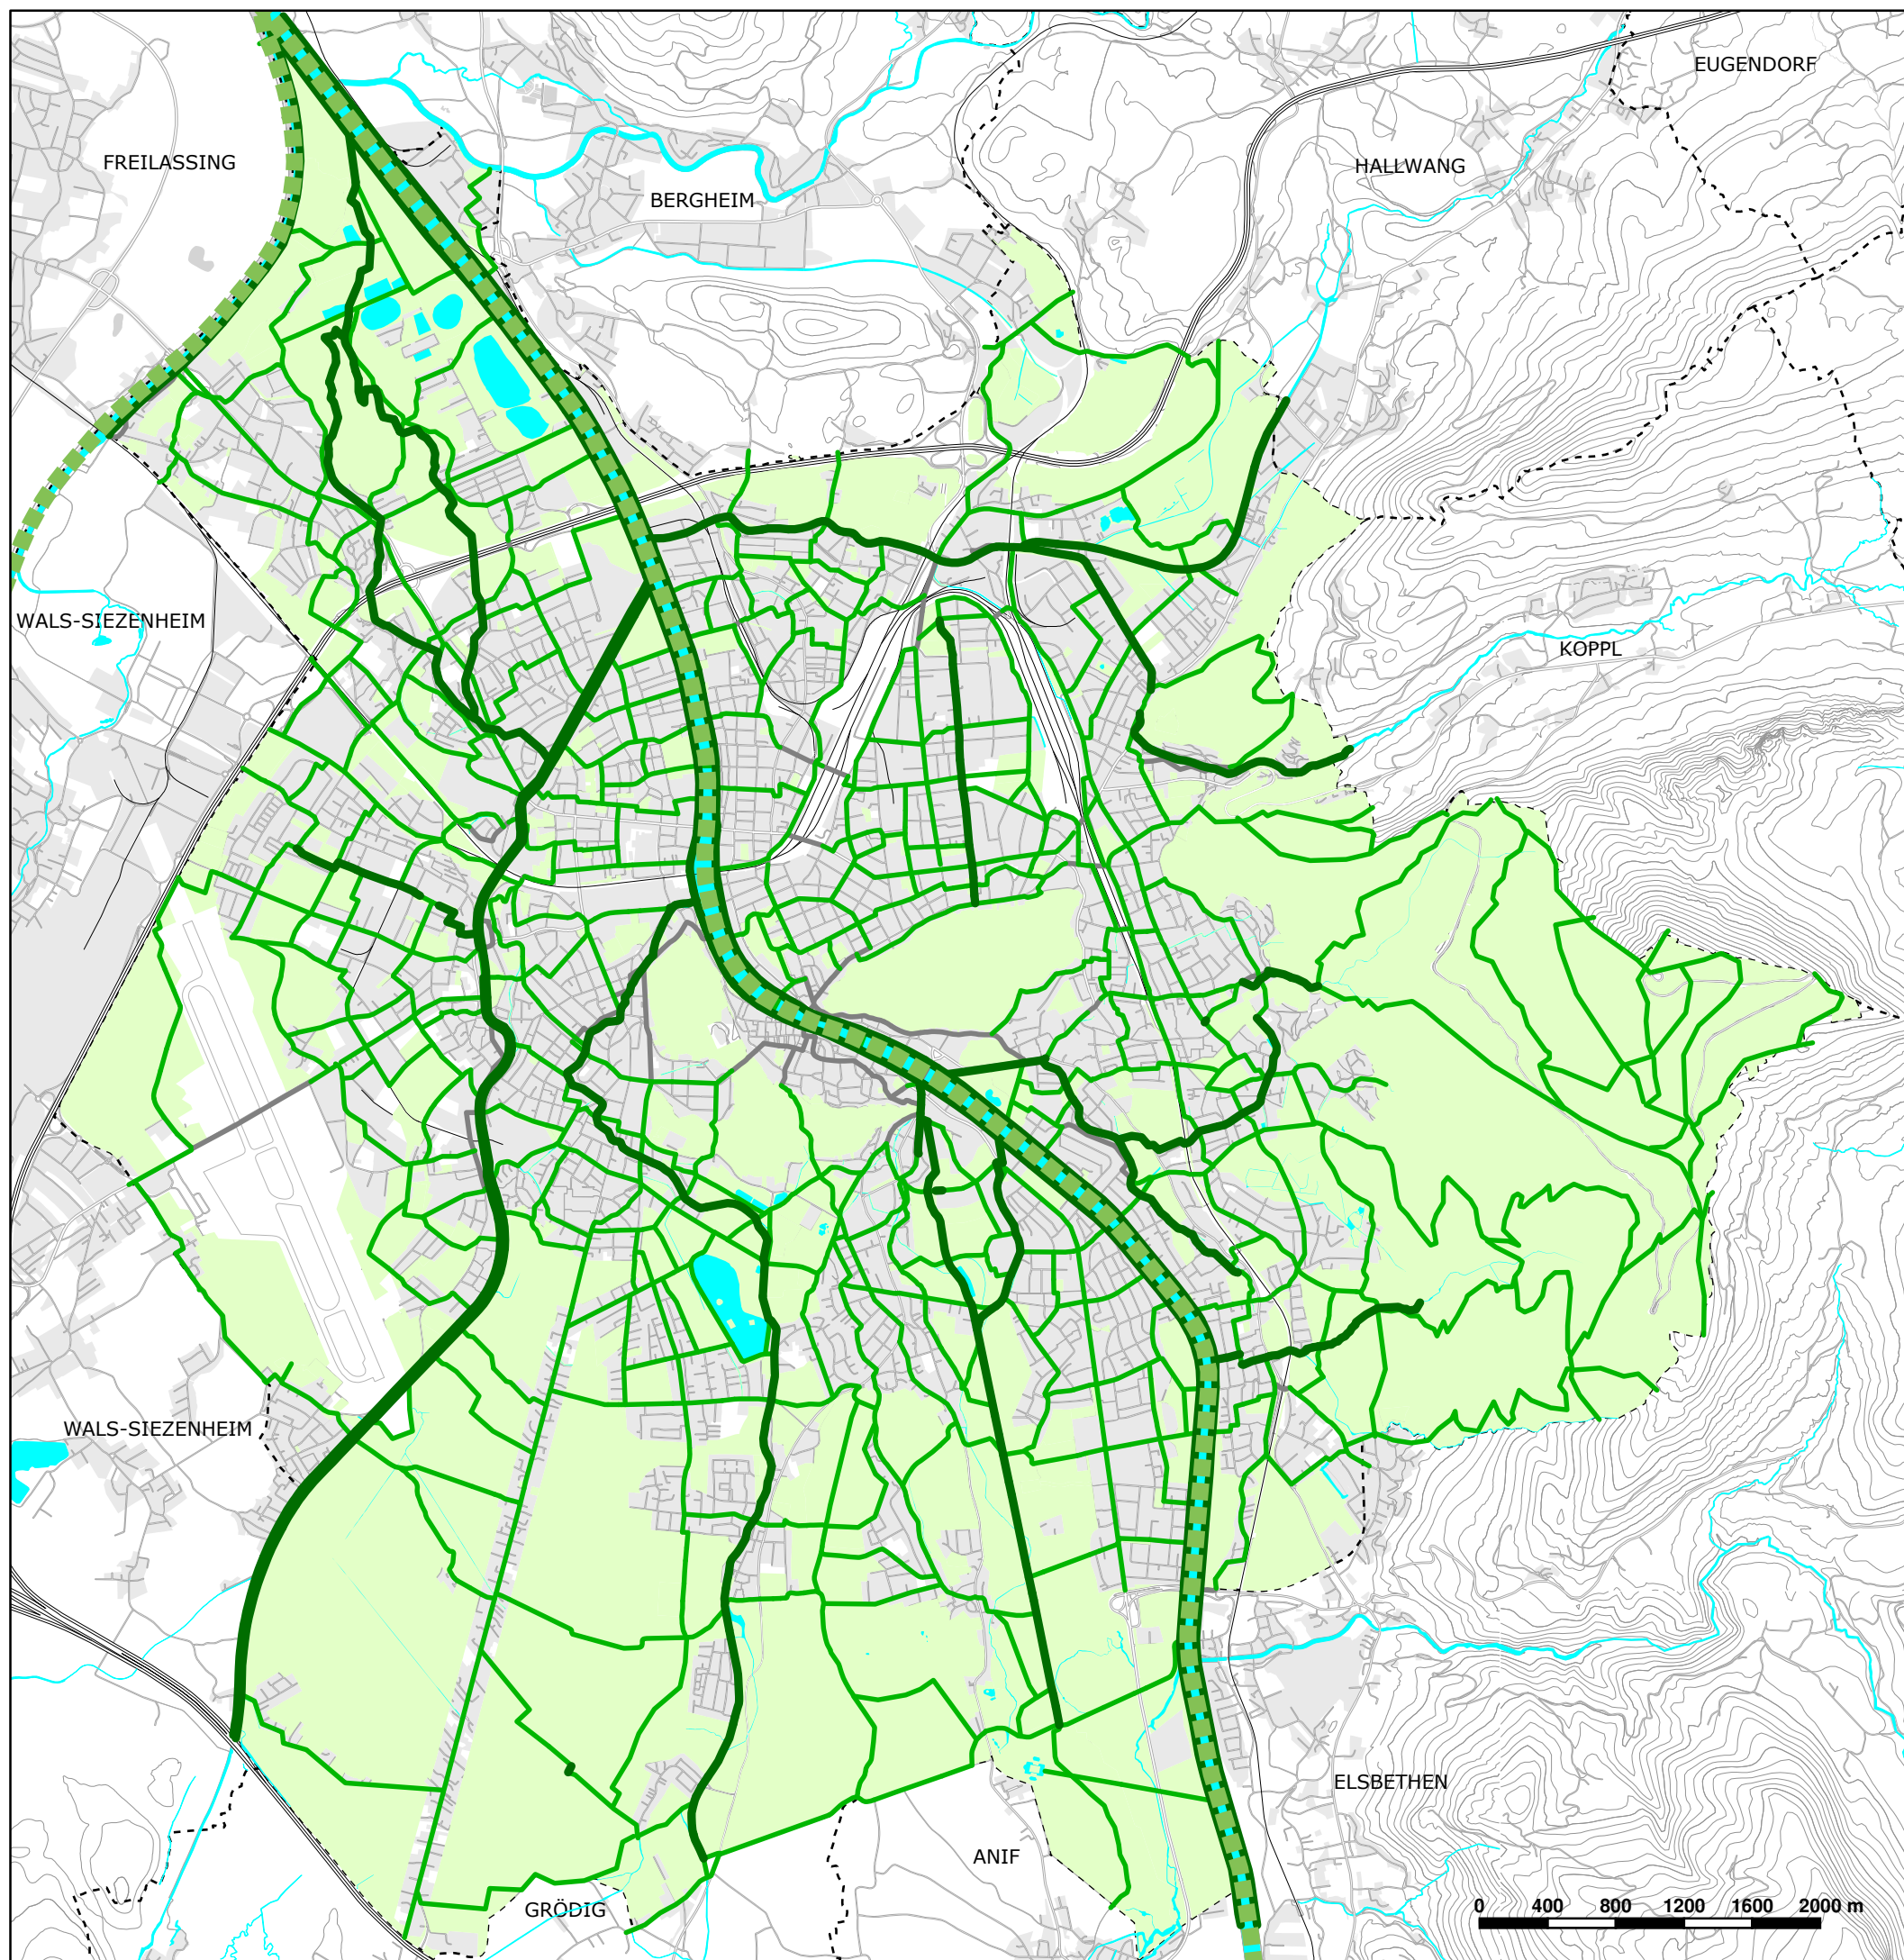 EUGENDORF
FREILASSING
HALLWANG
BERGHEIM
WALS-SIEZENHEIM
KOPPL
WALS-SIEZENHEIM
ELSBETHEN
ANIF
GRÖDIG
0 400 800 1200 1600 2000 m